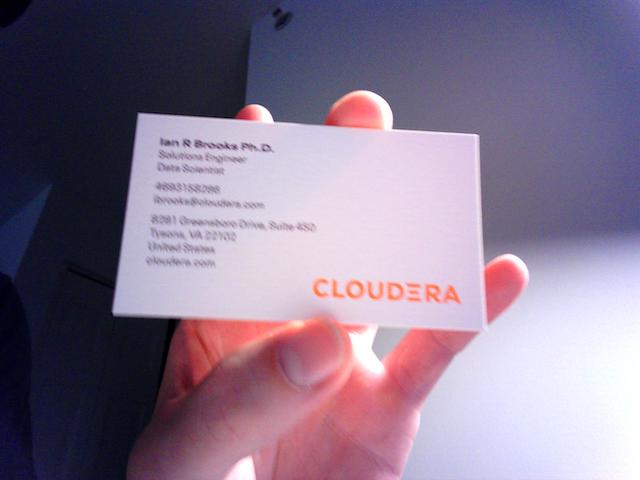 Ian R Brooks Ph.D.
Solutions Engineer
Data Scientist
4693158286
ibrooks@cloudera.com
8281 Greensboro Drive, Suite 450
Tysons, VA 22102
United States
cloudera.com
CLOUDERA